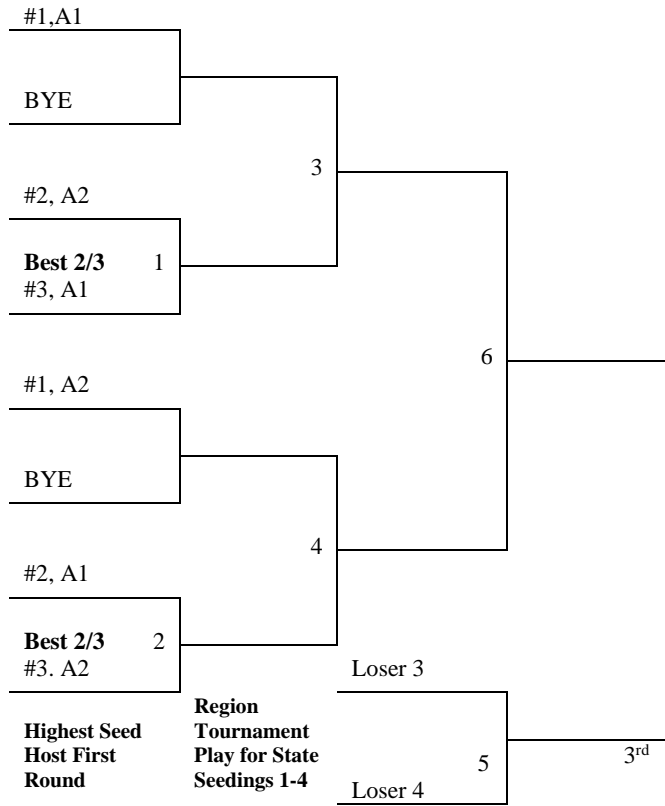 #1,A1
BYE
3
#2, A2
Best 2/3 1
#3, A1
6
#1, A2
BYE
4
#2, A1
Best 2/3 2
#3. A2
Loser 3
Highest Seed
Host First
Round
Region
Tournament
Play for State
Seedings 1-4
5
3rd
Loser 4